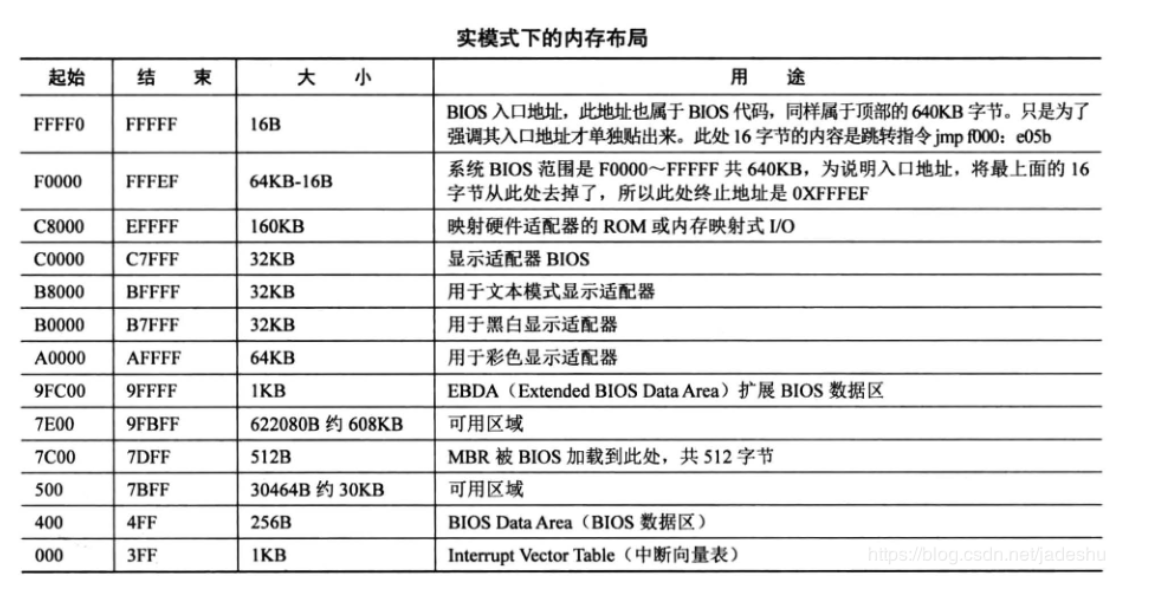 实模式下的内存布局
起始 结 束 大 小 用 途
FFFF0 FFFFF 16B BIOS 入口地址，此地址也属于 BIOS 代码，同样属于顶部的 640KB 字节。只是为了
强调其入口地址才单独贴出来。此处 16 字节的内容是跳转指令 jmp f000：e05b
F0000 FFFEF 64KB-16B 系统 BIOS 范围是 F0000～FFFFF 共 640KB，为说明入口地址，将最上面的 16
字节从此处去掉了，所以此处终止地址是 0XFFFEF
C8000 EFFFF 160KB 映射硬件适配器的 ROM 或内存映射式 I/O
C0000 C7FFF 32KB 显示适配器 BIOS
B8000 BFFFF 32KB 用于文本模式显示适配器
B0000 B7FFF 32KB 用于黑白显示适配器
A0000 AFFFF 64KB 用于彩色显示适配器
9FC00 9FFFF 1KB EBDA（Extended BIOS Data Area）扩展 BIOS 数据区
7E00 9FBFF 622080B 约 608KB 可用区域
7C00 7DFF 512B MBR 被 BIOS 加载到此处，共 512 字节
500 7BFF 30464B 约 30KB 可用区域
400 4FF 256B BIOS Data Area（BIOS 数据区）
000 3FF 1KB Interrupt Vector Table（中断向量表）
https://blog.csdn.net/jadeshu